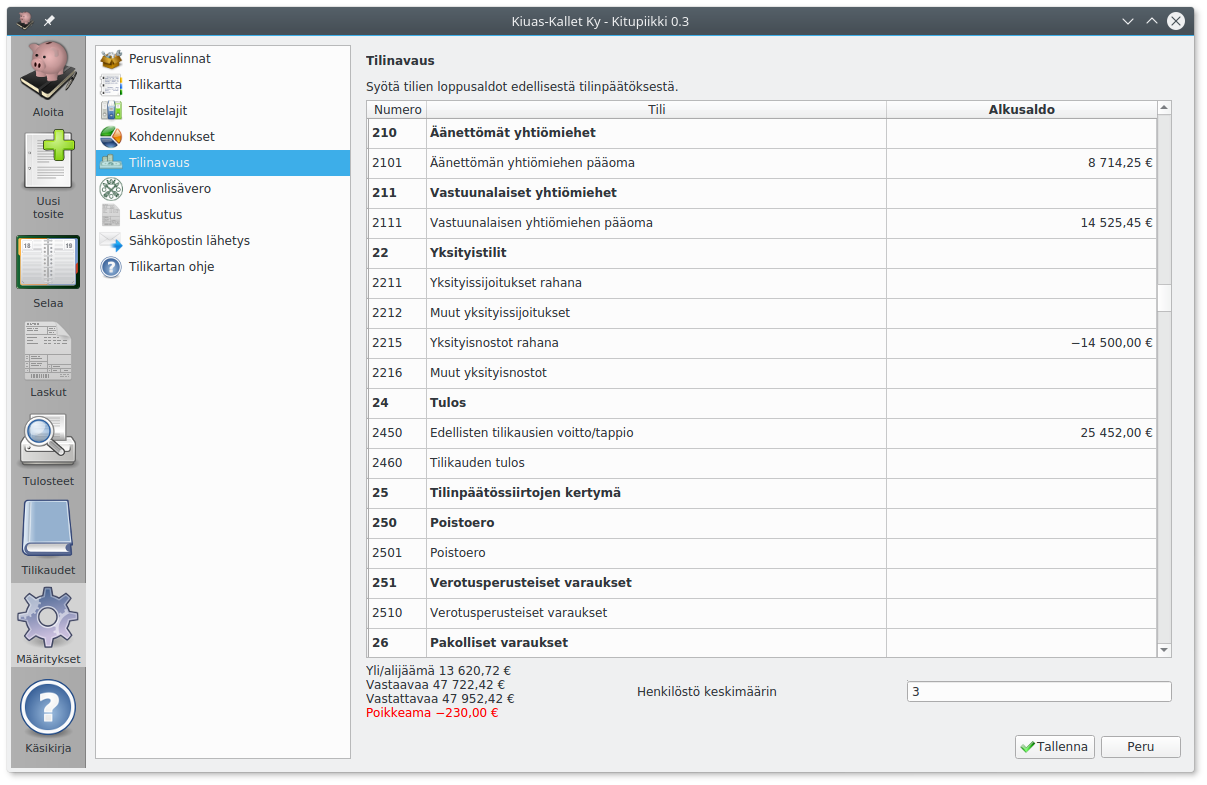 Kiuas-Kallet Ky - Kitupiikki 0.3
Aloita
Uusi
tosite
Selaa
Laskut
Tulosteet
Tilikaudet
Määritykset
Käsikirja
Perusvalinnat
Tilikartta
Tositelajit
Kohdennukset
Tilinavaus
Arvonlisävero
Laskutus
Sähköpostin lähetys
Tilikartan ohje
Tilinavaus
Syötä tilien loppusaldot edellisestä tilinpäätöksestä.
Numero Tili Alkusaldo
210 Äänettömät yhtiömiehet
2101 Äänettömän yhtiömiehen pääoma 8 714,25 €
211 Vastuunalaiset yhtiömiehet
2111 Vastuunalaisen yhtiömiehen pääoma 14 525,45 €
22 Yksityistilit
2211 Yksityissijoitukset rahana
2212 Muut yksityissijoitukset
2215 Yksityisnostot rahana −14 500,00 €
2216 Muut yksityisnostot
24 Tulos
2450 Edellisten tilikausien voitto/tappio 25 452,00 €
2460 Tilikauden tulos
25 Tilinpäätössiirtojen kertymä
250 Poistoero
2501 Poistoero
251 Verotusperusteiset varaukset
2510 Verotusperusteiset varaukset
26 Pakolliset varaukset
Yli/alijäämä 13 620,72 €
Vastaavaa 47 722,42 €
Vastattavaa 47 952,42 €
Poikkeama −230,00 €
Henkilöstö keskimäärin 3
Tallenna Peru